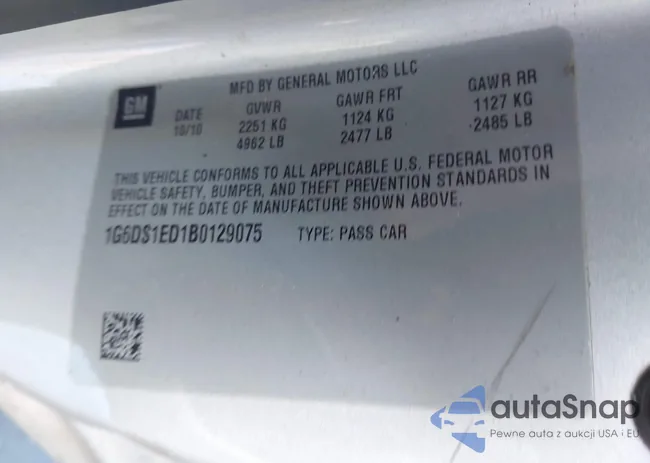 GM
MFD BY GENERAL MOTORS LLC
DATE GVWR GAWR FRT GAWR RR
10/10 2251 KG 1124 KG 1127 KG
4962 LB 2477 LB 2485 LB
THIS VEHICLE CONFORMS TO ALL APPLICABLE U.S. FEDERAL MOTOR
VEHICLE SAFETY, BUMPER, AND THEFT PREVENTION STANDARDS IN
EFFECT ON THE DATE OF MANUFACTURE SHOWN ABOVE.
1G6DS1ED1B0129075 TYPE: PASS CAR
autaSnap
Pewne auta z aukcji USA i EU